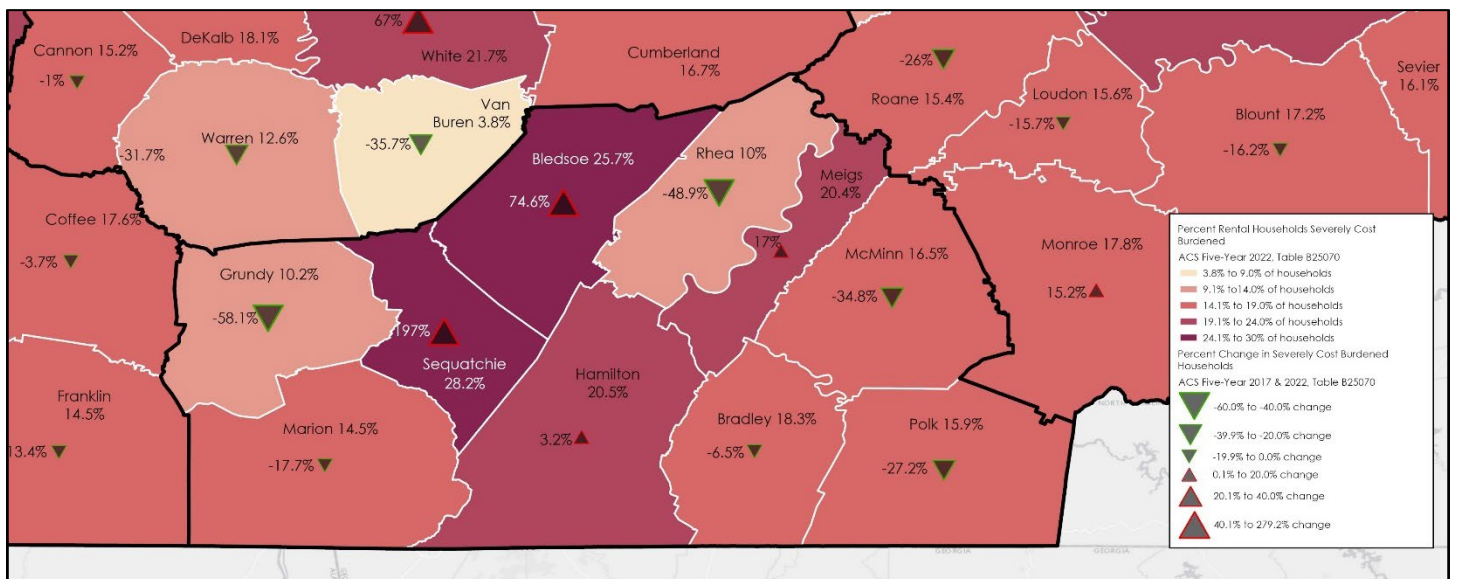 67%
Cannon 15.2%
-1%
DeKalb 18.1%
White 21.7%
Cumberland
16.7%
-26%
Roane 15.4%
Loudon 15.6%
-15.7%
Blount 17.2%
-16.2%
Sevier
16.1%
Warren 12.6%
-31.7%
Van
Buren 3.8%
-35.7%
Bledsoe 25.7%
74.6%
Rhea 10%
-48.9%
Meigs
20.4%
17%
Coffee 17.6%
-3.7%
Grundy 10.2%
-58.1%
McMinn 16.5%
-34.8%
Monroe 17.8%
15.2%
197%
Sequatchie
28.2%
Franklin
14.5%
13.4%
Marion 14.5%
-17.7%
Hamilton
20.5%
3.2%
Bradley 18.3%
-6.5%
Polk 15.9%
-27.2%
Percent Rental Households Severely Cost
Burdened
ACS Five-Year 2022, Table B25070
3.8% to 9.0% of households
9.1% to14.0% of households
14.1% to 19.0% of households
19.1% to 24.0% of households
24.1% to 30% of households
Percent Change in Severely Cost Burdened
Households
ACS Five-Year 2017 & 2022, Table B25070
-60.0% to -40.0% change
-39.9% to -20.0% change
-19.9% to 0.0% change
0.1% to 20.0% change
20.1% to 40.0% change
40.1% to 279.2% change
GEORGIA
GEORGIA